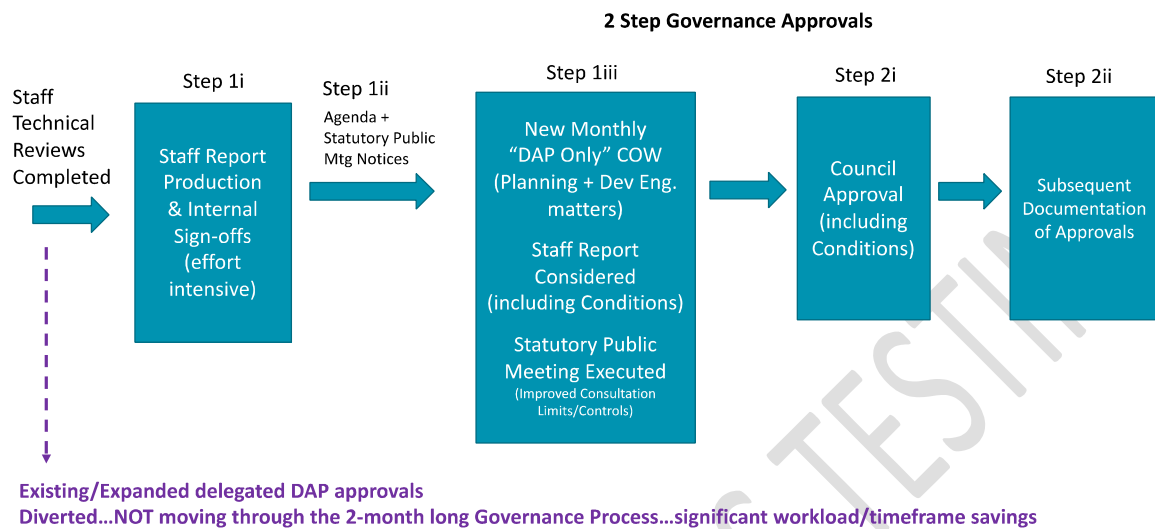 2 Step Governance Approvals
Staff
Technical
Reviews
Completed
Step 1i
Staff Report
Production
& Internal
Sign-offs
(effort
intensive)
Step 1ii
Agenda +
Statutory Public
Mtg Notices
Step 1iii
New Monthly
“DAP Only” COW
(Planning + Dev Eng.
matters)
Staff Report
Considered
(including Conditions)
Statutory Public
Meeting Executed
(Improved Consultation
Limits/Controls)
Step 2i
Council
Approval
(including
Conditions)
Step 2ii
Subsequent
Documentation
of Approvals
Existing/Expanded delegated DAP approvals
Diverted...NOT moving through the 2-month long Governance Process...significant workload/timeframe savings